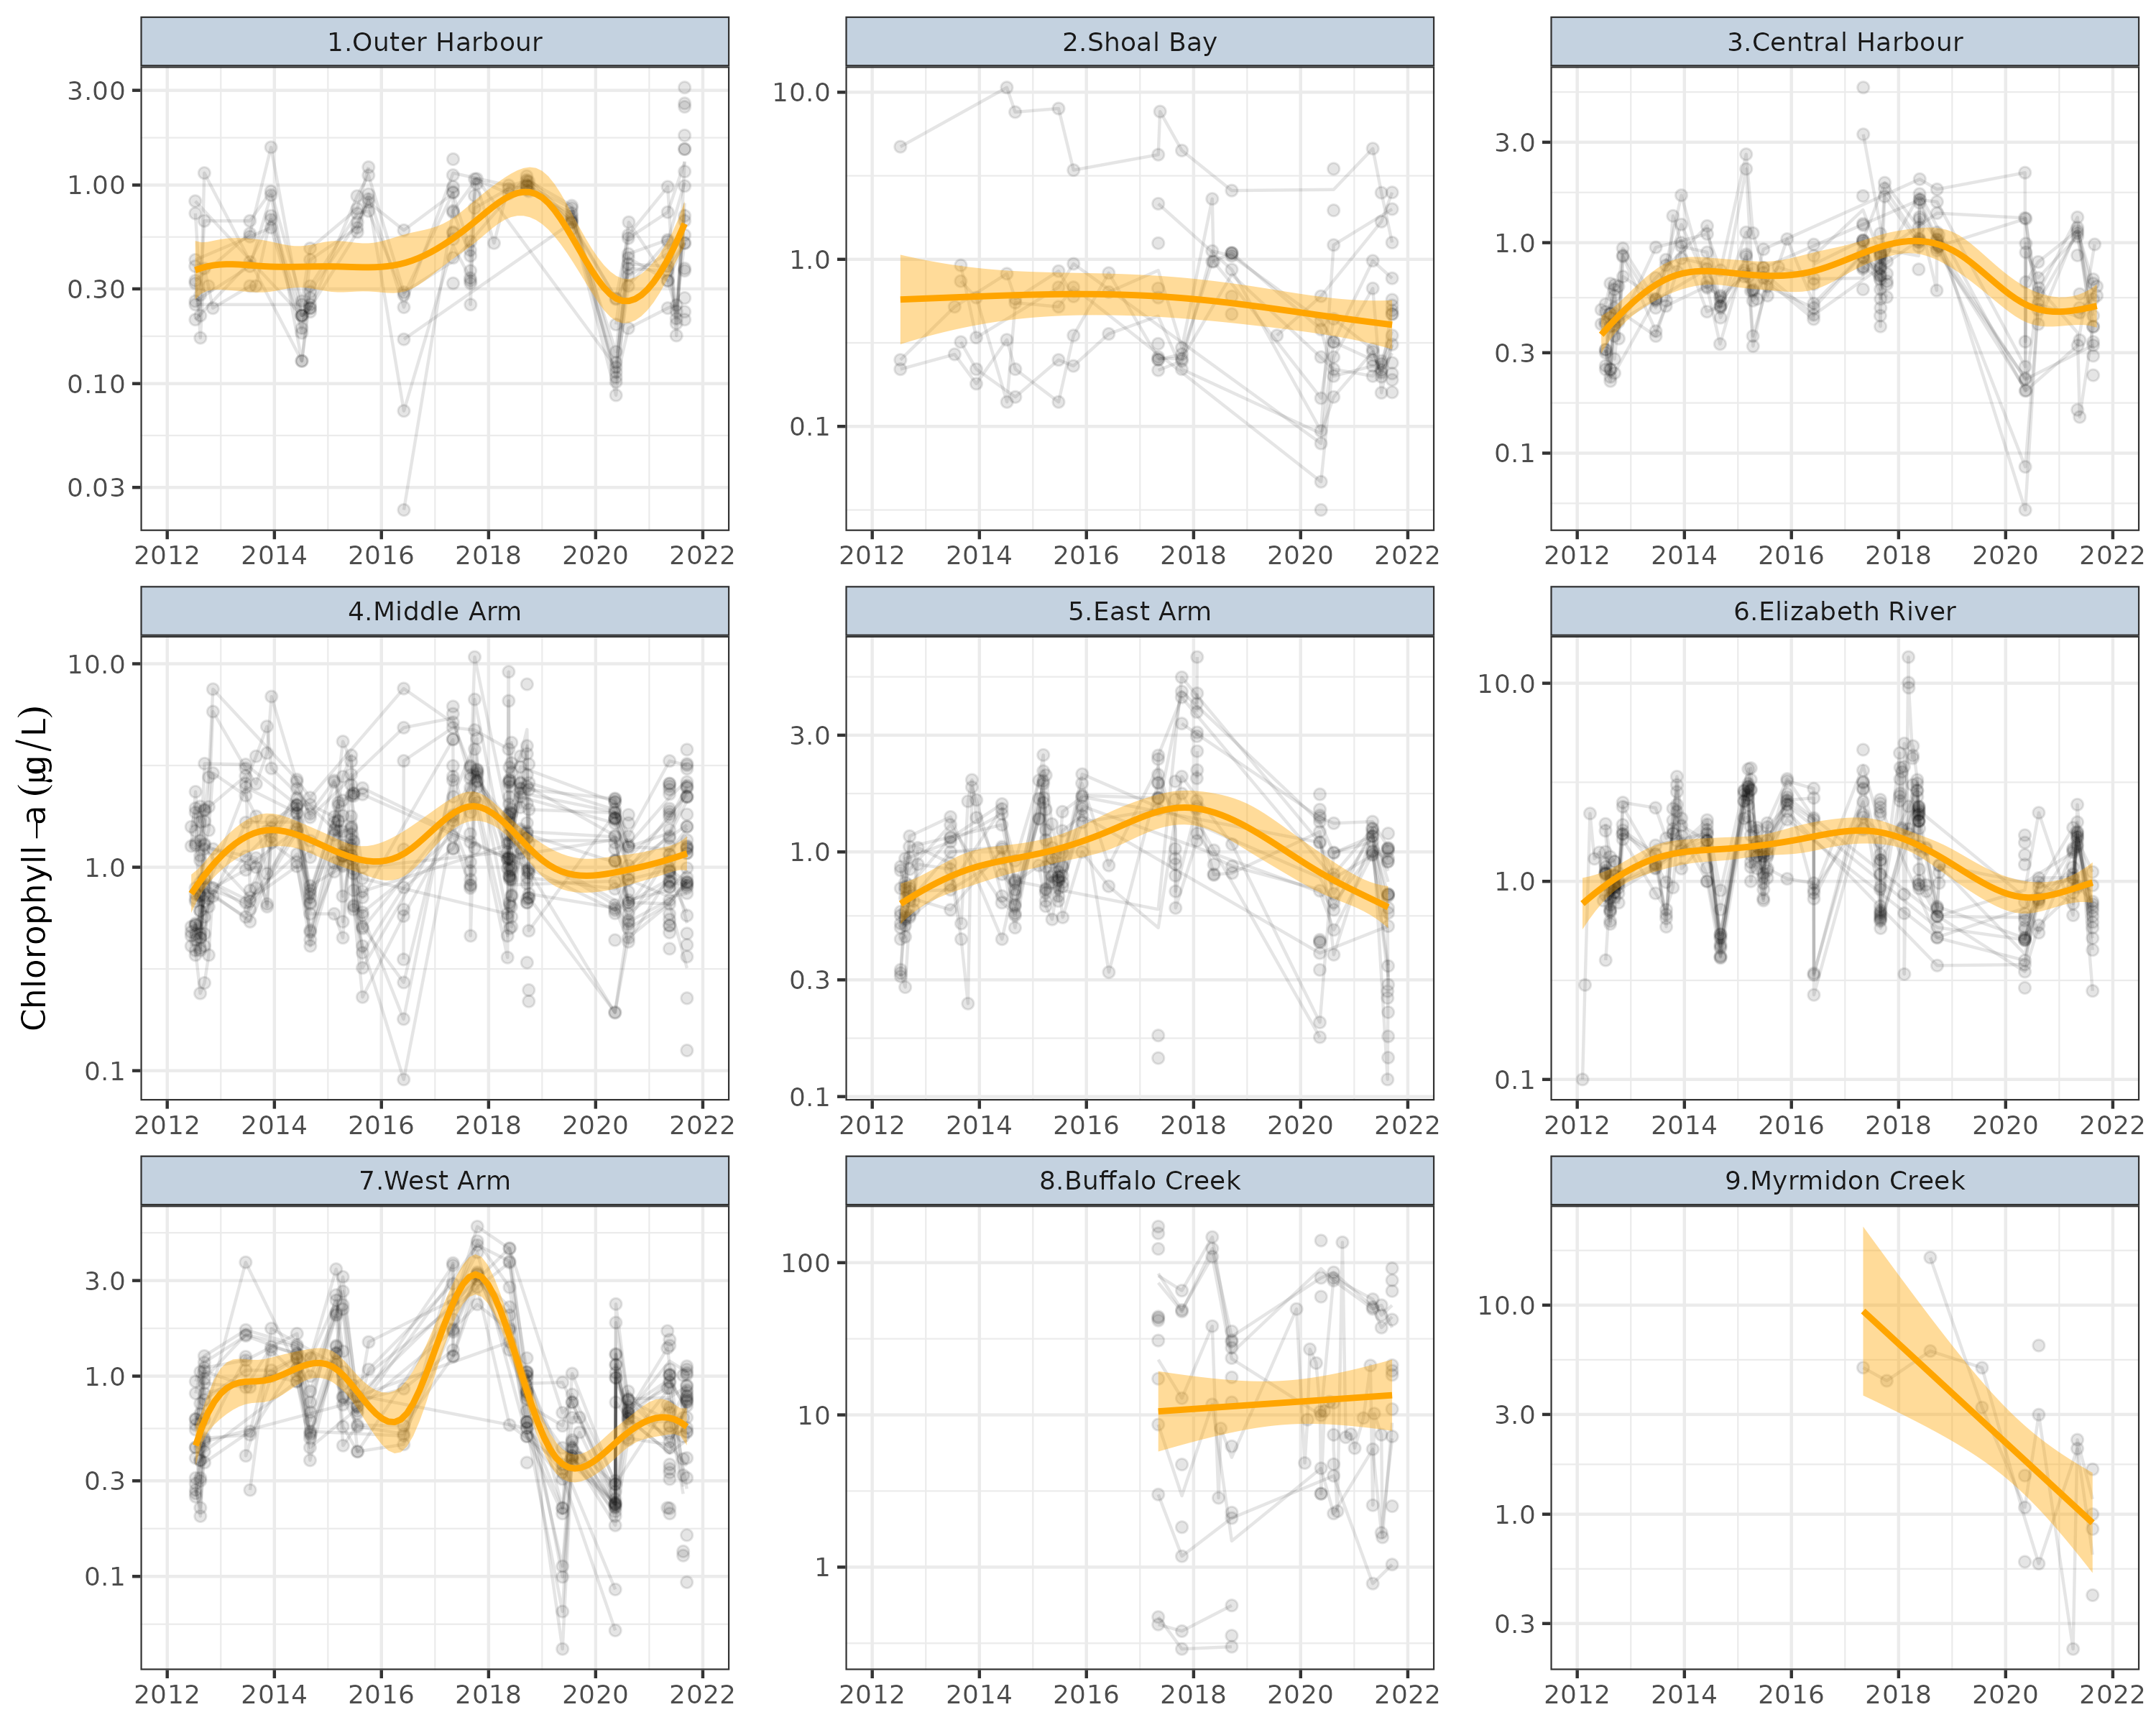 1.Outer Harbour
2.Shoal Bay
3.Central Harbour
3.00
1.00
0.30
0.10
0.03
10.0
1.0
0.1
3.0
1.0
0.3
0.1
2012 2014 2016 2018 2020 2022
2012 2014 2016 2018 2020 2022
2012 2014 2016 2018 2020 2022
4.Middle Arm
5.East Arm
6.Elizabeth River
Chlorophyll−a (µg/L)
10.0
1.0
0.1
3.0
1.0
0.3
0.1
10.0
1.0
0.1
2012 2014 2016 2018 2020 2022
2012 2014 2016 2018 2020 2022
2012 2014 2016 2018 2020 2022
7.West Arm
8.Buffalo Creek
9.Myrmidon Creek
3.0
1.0
0.3
0.1
100
10
1
10.0
3.0
1.0
0.3
2012 2014 2016 2018 2020 2022
2012 2014 2016 2018 2020 2022
2012 2014 2016 2018 2020 2022